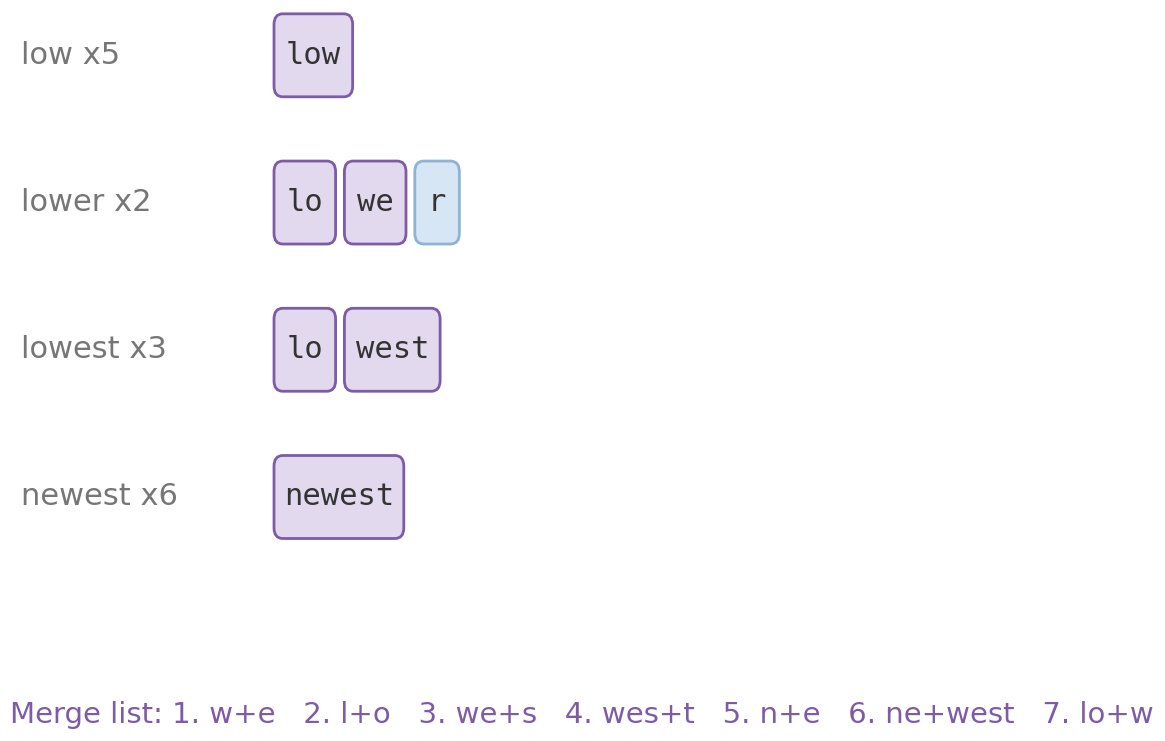 low x5 low
lower x2 lo we r
lowest x3 lo west
newest x6 newest
Merge list: 1. w+e 2. l+o 3. we+s 4. wes+t 5. n+e 6. ne+west 7. lo+w